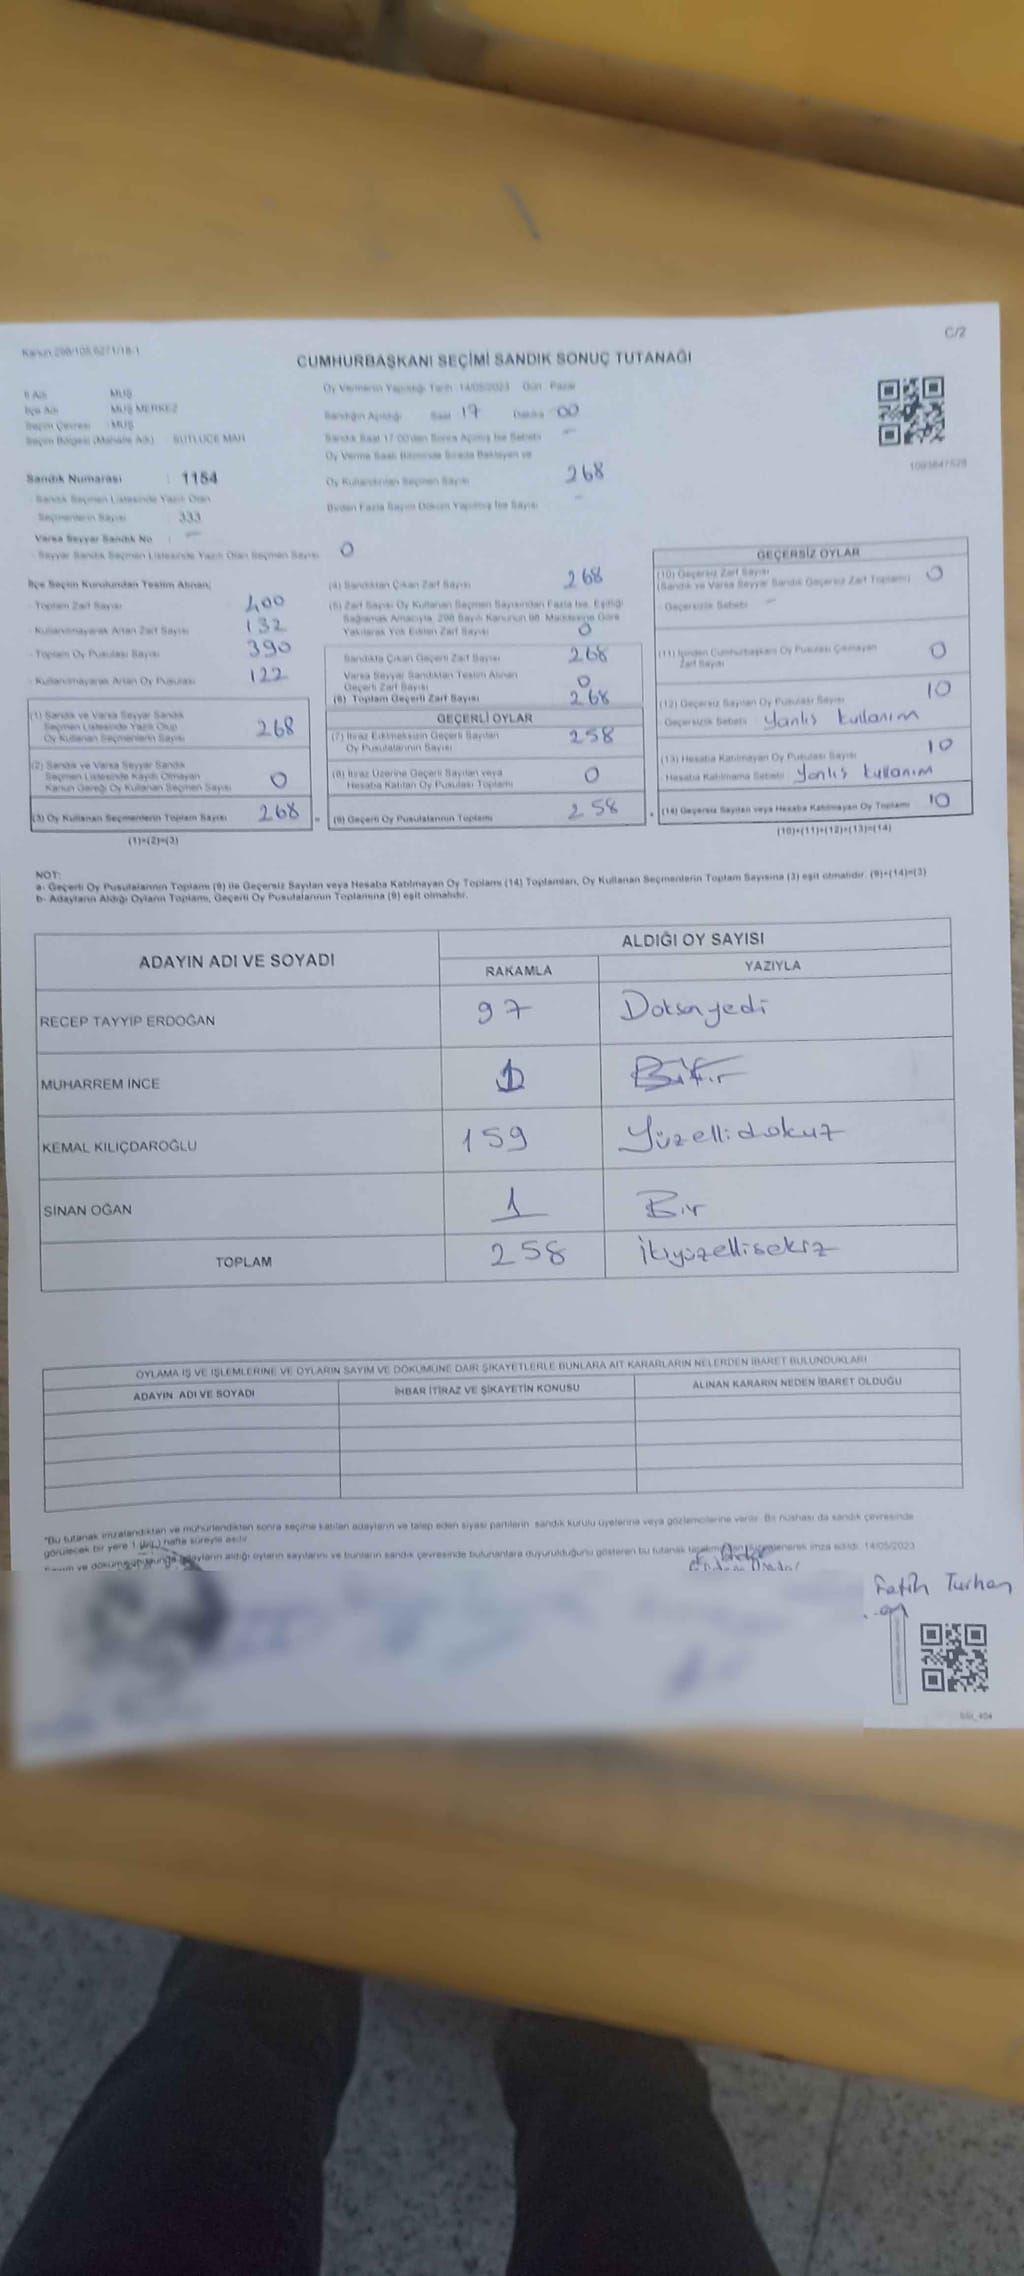 Kanun:298/105,6271/18-1
C/2
CUMHURBAŞKANI SEÇİMİ SANDIK SONUÇ TUTANAĞI
İl Adı : MUŞ
İlçe Adı : MUŞ MERKEZ
Seçim Çevresi : MUŞ
Seçim Bölgesi (Mahalle Adı) : SUTLUCE MAH
Oy Vermenin Yapıldığı Tarih 14/05/2023 Gün Pazar
Sandığın Açıldığı Saat 17 Dakika 00
Sandık Saat 17:00'den Sonra Açılmış İse Sebebi –
Oy Verme Saati Bitiminde Sırada Bekleyen ve
Oy Kullandırılan Seçmen Sayısı 268
Birden Fazla Sayım Döküm Yapılmış İse Sayısı –
1093847528
Sandık Numarası : 1154
- Sandık Seçmen Listesinde Yazılı Olan
Seçmenlerin Sayısı : 333
Varsa Seyyar Sandık No : –
- Seyyar Sandık Seçmen Listesinde Yazılı Olan Seçmen Sayısı 0
İlçe Seçim Kurulundan Teslim Alınan;
- Toplam Zarf Sayısı 400
- Kullanılmayarak Artan Zarf Sayısı 132
- Toplam Oy Pusulası Sayısı 390
- Kullanılmayarak Artan Oy Pusulası 122
(1) Sandık ve Varsa Seyyar Sandık
Seçmen Listesinde Yazılı Olup
Oy Kullanan Seçmenlerin Sayısı 268
(2) Sandık ve Varsa Seyyar Sandık
Seçmen Listesinde Kayıtlı Olmayan
Kanun Gereği Oy Kullanan Seçmen Sayısı 0
(3) Oy Kullanan Seçmenlerin Toplam Sayısı 268 =
(1)+(2)=(3)
(4) Sandıktan Çıkan Zarf Sayısı 268
(5) Zarf Sayısı Oy Kullanan Seçmen Sayısından Fazla İse, Eşitliği
Sağlamak Amacıyla, 298 Sayılı Kanunun 98. Maddesine Göre
Yakılarak Yok Edilen Zarf Sayısı 0
Sandıkta Çıkan Geçerli Zarf Sayısı 268
Varsa Seyyar Sandıktan Teslim Alınan
Geçerli Zarf Sayısı 0
(6) Toplam Geçerli Zarf Sayısı 268
GEÇERLİ OYLAR
(7) İtiraz Edilmeksizin Geçerli Sayılan
Oy Pusulalarının Sayısı 258
(8) İtiraz Üzerine Geçerli Sayılan veya
Hesaba Katılan Oy Pusulası Toplamı 0
(9) Geçerli Oy Pusulalarının Toplamı 258 +
GEÇERSİZ OYLAR
(10) Geçersiz Zarf Sayısı 0
(Sandık ve Varsa Seyyar Sandık Geçersiz Zarf Toplamı)
- Geçersizlik Sebebi –
(11) İçinden Cumhurbaşkanı Oy Pusulası Çıkmayan
Zarf Sayısı 0
(12) Geçersiz Sayılan Oy Pusulası Sayısı 10
Geçersizlik Sebebi Yanlış kullanım
(13) Hesaba Katılmayan Oy Pusulası Sayısı 10
Hesaba Katılmama Sebebi Yanlış kullanım
(14) Geçersiz Sayılan veya Hesaba Katılmayan Oy Toplamı 10
(10)+(11)+(12)+(13)=(14)
NOT:
a- Geçerli Oy Pusulalarının Toplamı (9) ile Geçersiz Sayılan veya Hesaba Katılmayan Oy Toplamı (14) Toplamları, Oy Kullanan Seçmenlerin Toplam Sayısına (3) eşit olmalıdır. (9)+(14)=(3)
b- Adayların Aldığı Oyların Toplamı, Geçerli Oy Pusulalarının Toplamına (9) eşit olmalıdır.
ADAYIN ADI VE SOYADI ALDIĞI OY SAYISI
RAKAMLA YAZIYLA
RECEP TAYYİP ERDOĞAN 97 Doksanyedi
MUHARREM İNCE 1 Bir
KEMAL KILIÇDAROĞLU 159 Yüzellidokuz
SİNAN OĞAN 1 Bir
TOPLAM 258 İkiyüzellisekiz
OYLAMA İŞ VE İŞLEMLERİNE VE OYLARIN SAYIM VE DÖKÜMÜNE DAİR ŞİKAYETLERLE BUNLARA AİT KARARLARIN NELERDEN İBARET BULUNDUKLARI
ADAYIN ADI VE SOYADI İHBAR İTİRAZ VE ŞİKAYETİN KONUSU ALINAN KARARIN NEDEN İBARET OLDUĞU
"Bu tutanak imzalandıktan ve mühürlendikten sonra seçime katılan adayların ve talep eden siyasi partilerin sandık kurulu üyelerine veya gözlemcilerine verilir. Bir nüshası da sandık çevresinde
görülecek bir yere 1 (bir) hafta süreyle asılır.
adayların aldığı oyların sayılarını ve bunların sandık çevresinde bulunanlara duyurulduğunu gösteren bu tutanak düzenlenerek imza edildi. 14/05/2023
Fatih Turhan